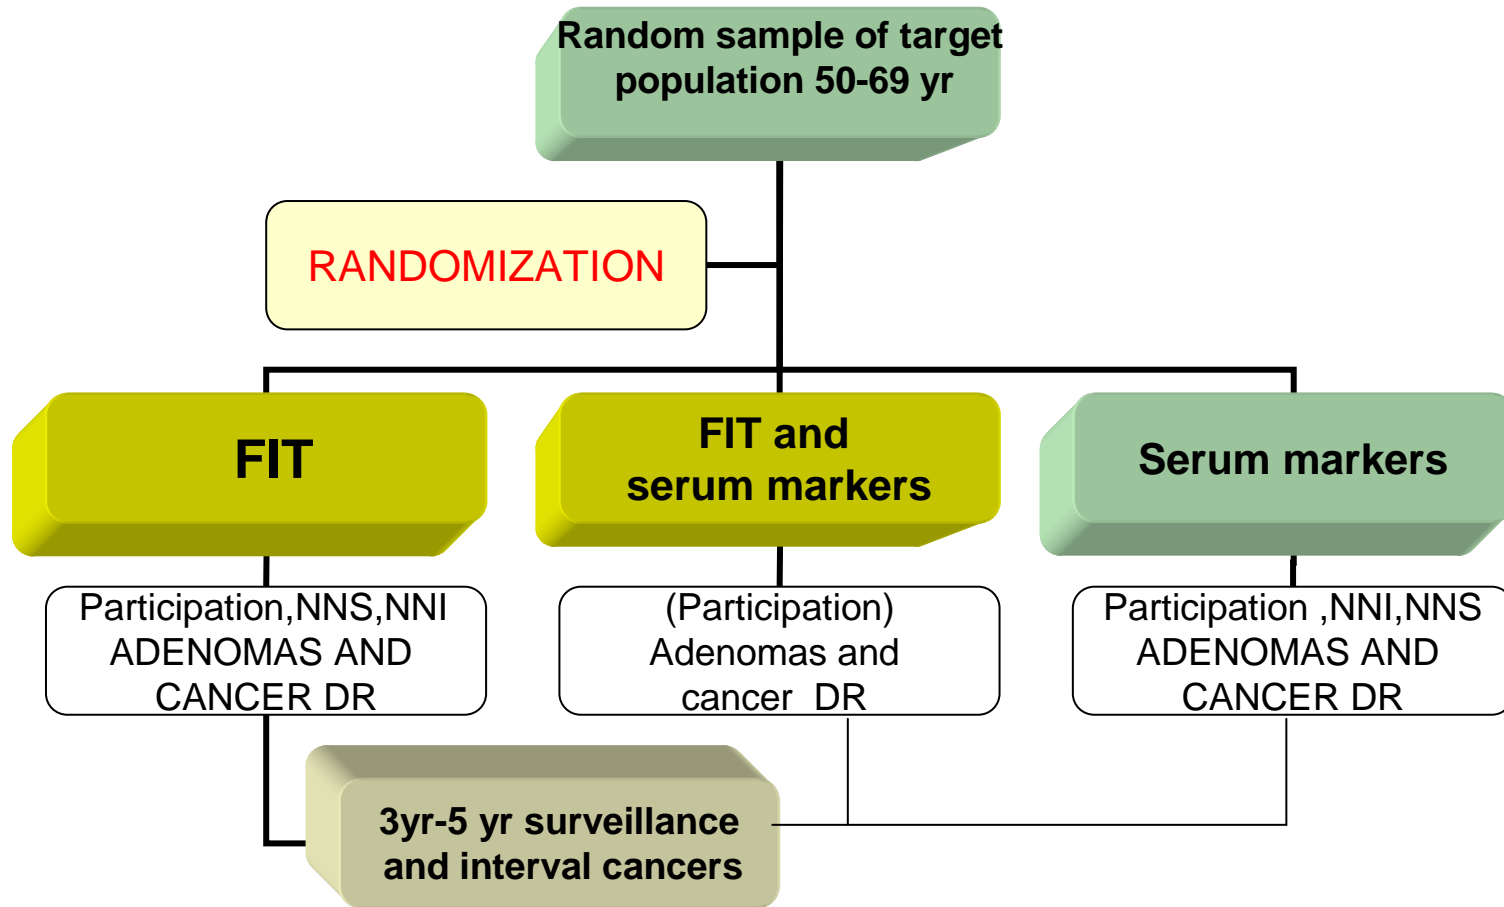 Random sample of target
population 50-69 yr
RANDOMIZATION
FIT
FIT and
serum markers
Serum markers
Participation,NNS,NNI
ADENOMAS AND
CANCER DR
(Participation)
Adenomas and
cancer DR
Participation ,NNI,NNS
ADENOMAS AND
CANCER DR
3yr-5 yr surveillance
and interval cancers